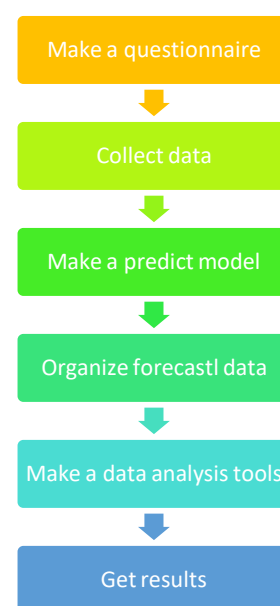 Make a questionnaire
Collect data
Make a predict model
Organize forecastl data
Make a data analysis tools
Get results